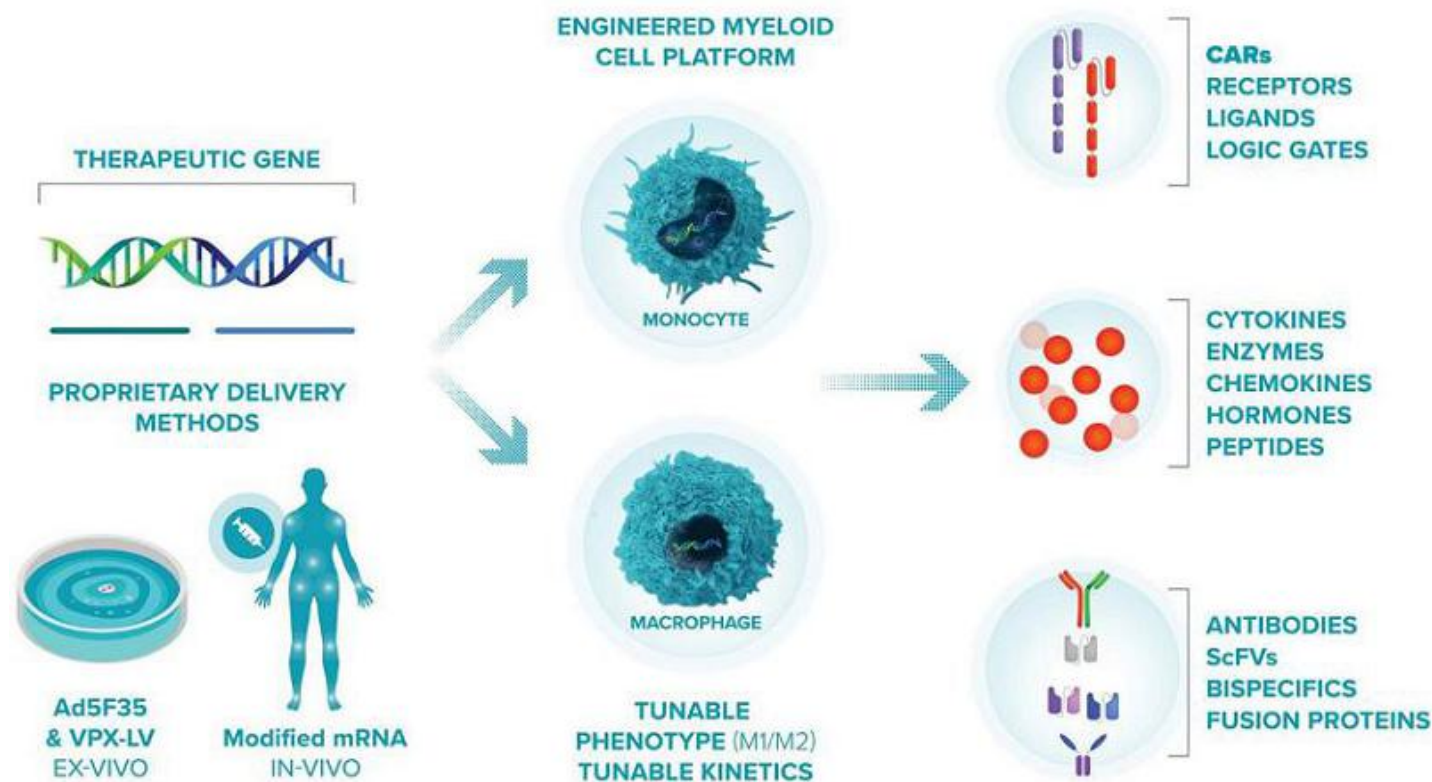 THERAPEUTIC GENE
PROPRIETARY DELIVERY
METHODS
Ad5F35
& VPX-LV
EX-VIVO
Modified mRNA
IN-VIVO
ENGINEERED MYELOID
CELL PLATFORM
MONOCYTE
MACROPHAGE
TUNABLE
PHENOTYPE (M1/M2)
TUNABLE KINETICS
CARs
RECEPTORS
LIGANDS
LOGIC GATES
CYTOKINES
ENZYMES
CHEMOKINES
HORMONES
PEPTIDES
ANTIBODIES
ScFVs
BISPECIFICS
FUSION PROTEINS